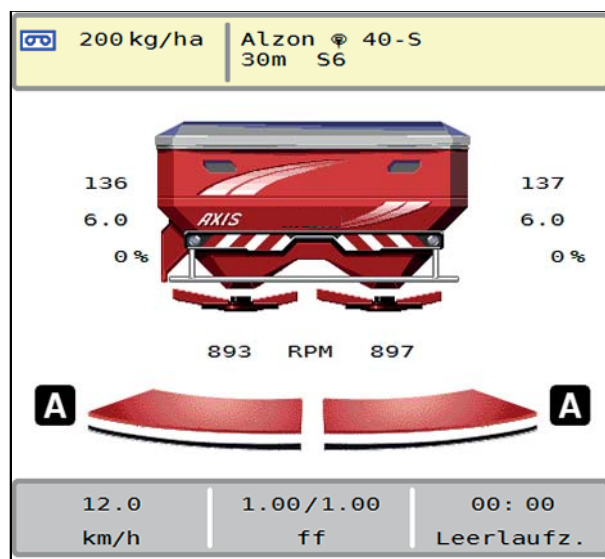 200 kg/ha
Alzon 40-S
30m S6
136
137
6.0
6.0
0 %
0 %
AXIS
893 RPM 897
A
A
12.0
1.00/1.00
00: 00
km/h
ff
Leerlaufz.